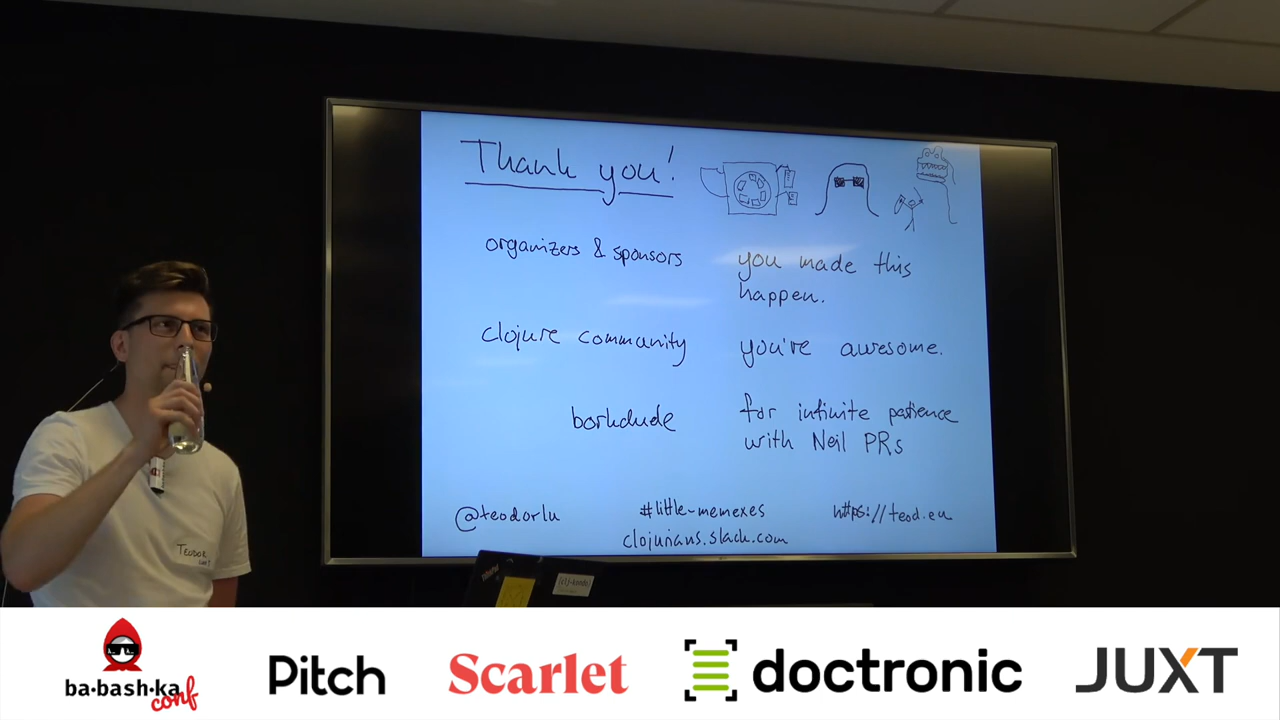 Thank you!
organizers & sponsors
you made this
happen.
clojure community
you're awesome.
borkdude
for infinite patience
with Neil PRs
@teodorlu
#little-memexes
clojurians.slack.com
https://teod.eu
TEODOR
ba·bash·ka
conf
Pitch
Scarlet
doctronic
JUXT